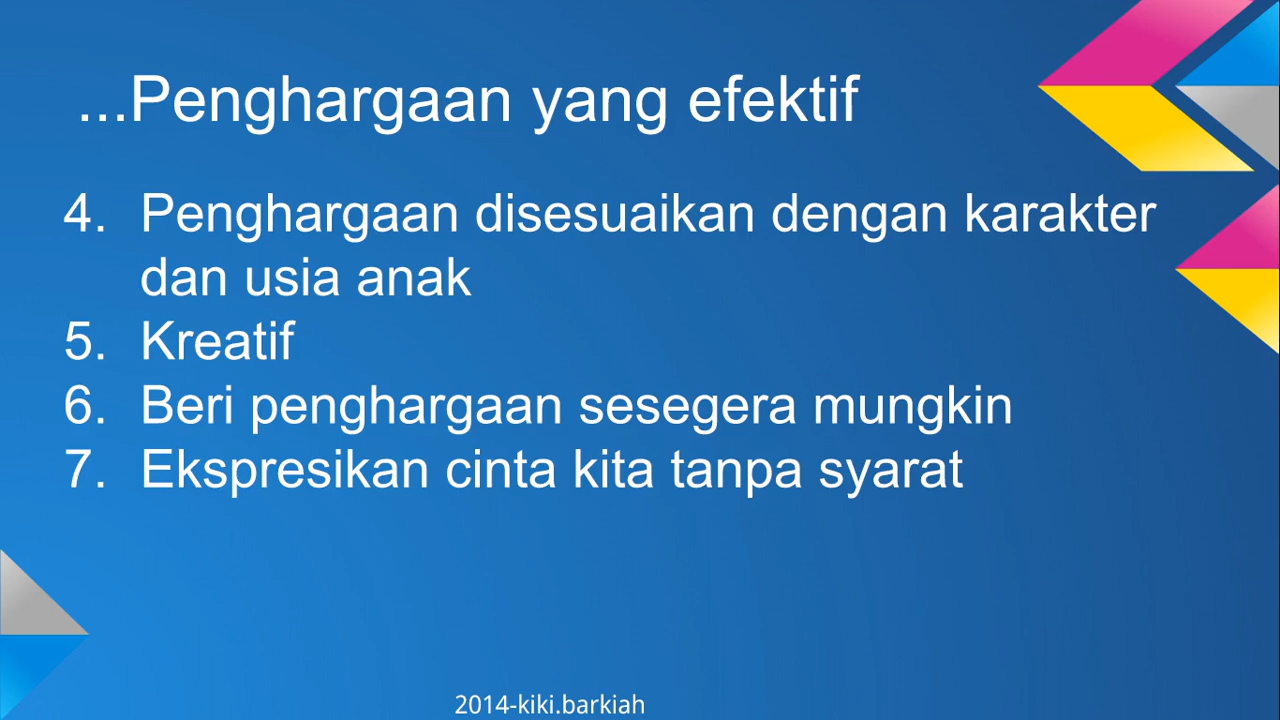 ...Penghargaan yang efektif
4. Penghargaan disesuaikan dengan karakter
dan usia anak
5. Kreatif
6. Beri penghargaan sesegera mungkin
7. Ekspresikan cinta kita tanpa syarat
2014-kiki.barkiah